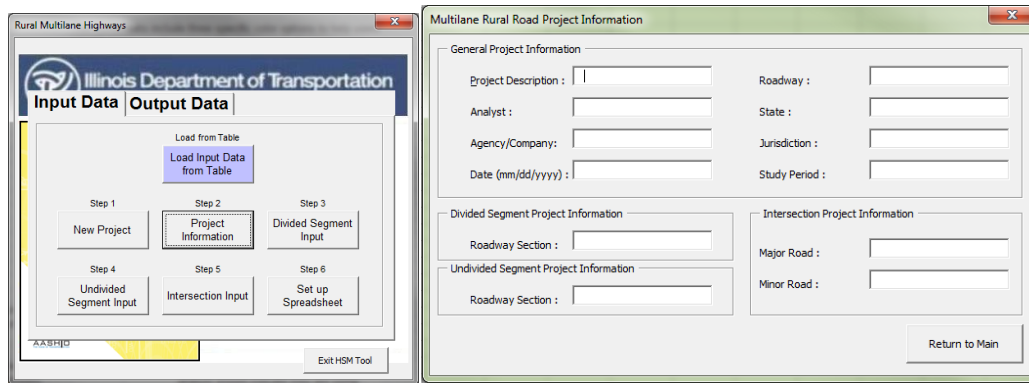 Rural Multilane Highways
Illinois Department of Transportation
Input Data Output Data
Load from Table
Load Input Data
from Table
Step 1 Step 2 Step 3
New Project
Project
Information
Divided Segment
Input
Step 4 Step 5 Step 6
Undivided
Segment Input
Intersection Input
Set up
Spreadsheet
AASHTO
Exit HSM Tool
Multilane Rural Road Project Information
General Project Information
Project Description :
Roadway :
Analyst :
State :
Agency/Company:
Jurisdiction :
Date (mm/dd/yyyy) :
Study Period :
Divided Segment Project Information
Roadway Section :
Undivided Segment Project Information
Roadway Section :
Intersection Project Information
Major Road :
Minor Road :
Return to Main